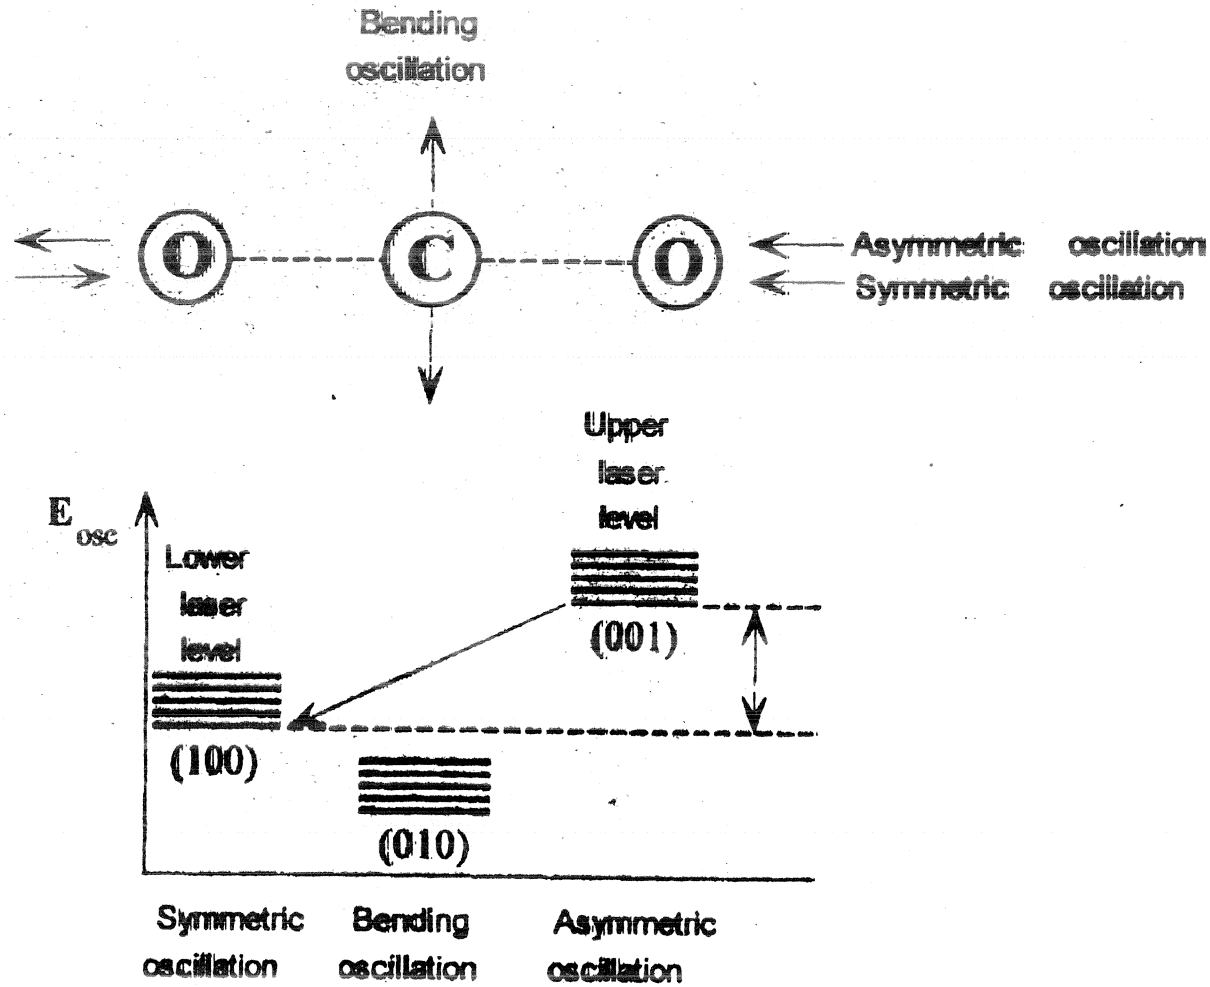 Bending
oscillation
O C O
Asymmetric oscillation
Symmetric oscillation
Upper
laser
level
E osc
Lower
laser
level
(001)
(100)
(010)
Symmetric Bending Asymmetric
oscillation oscillation oscillation